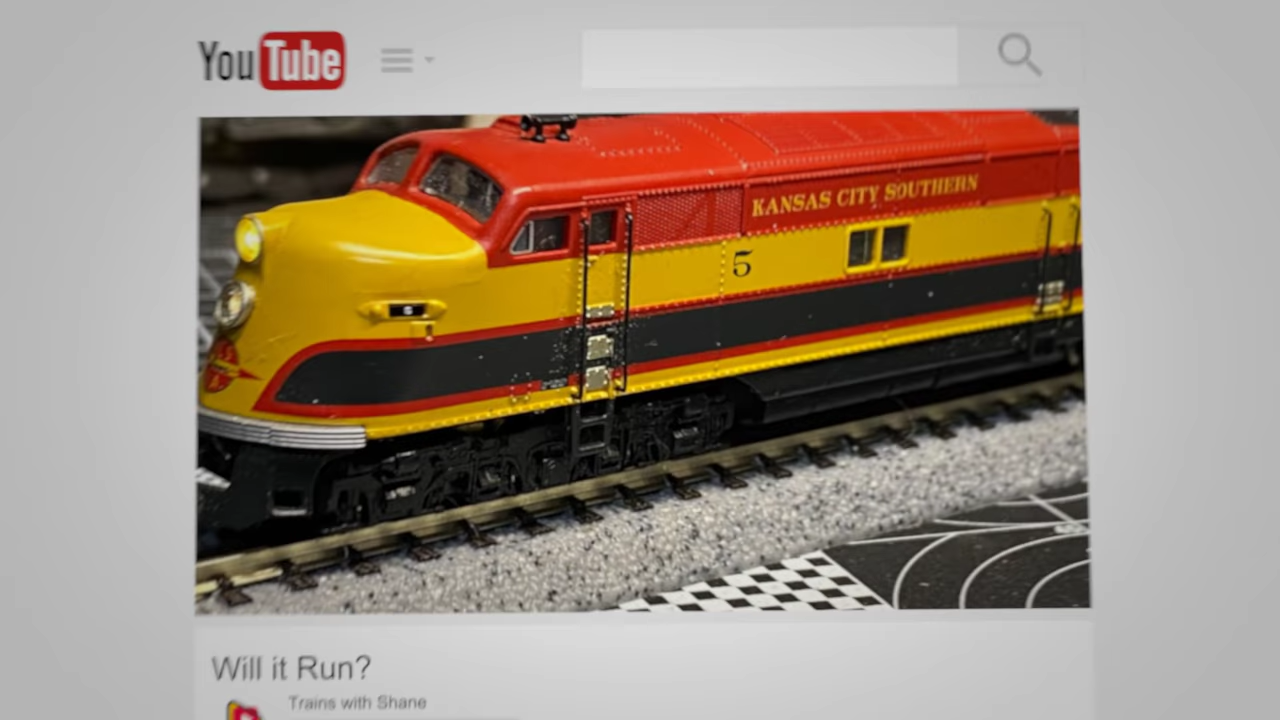 YouTube
KANSAS CITY SOUTHERN
5
Will it Run?
Trains with Shane